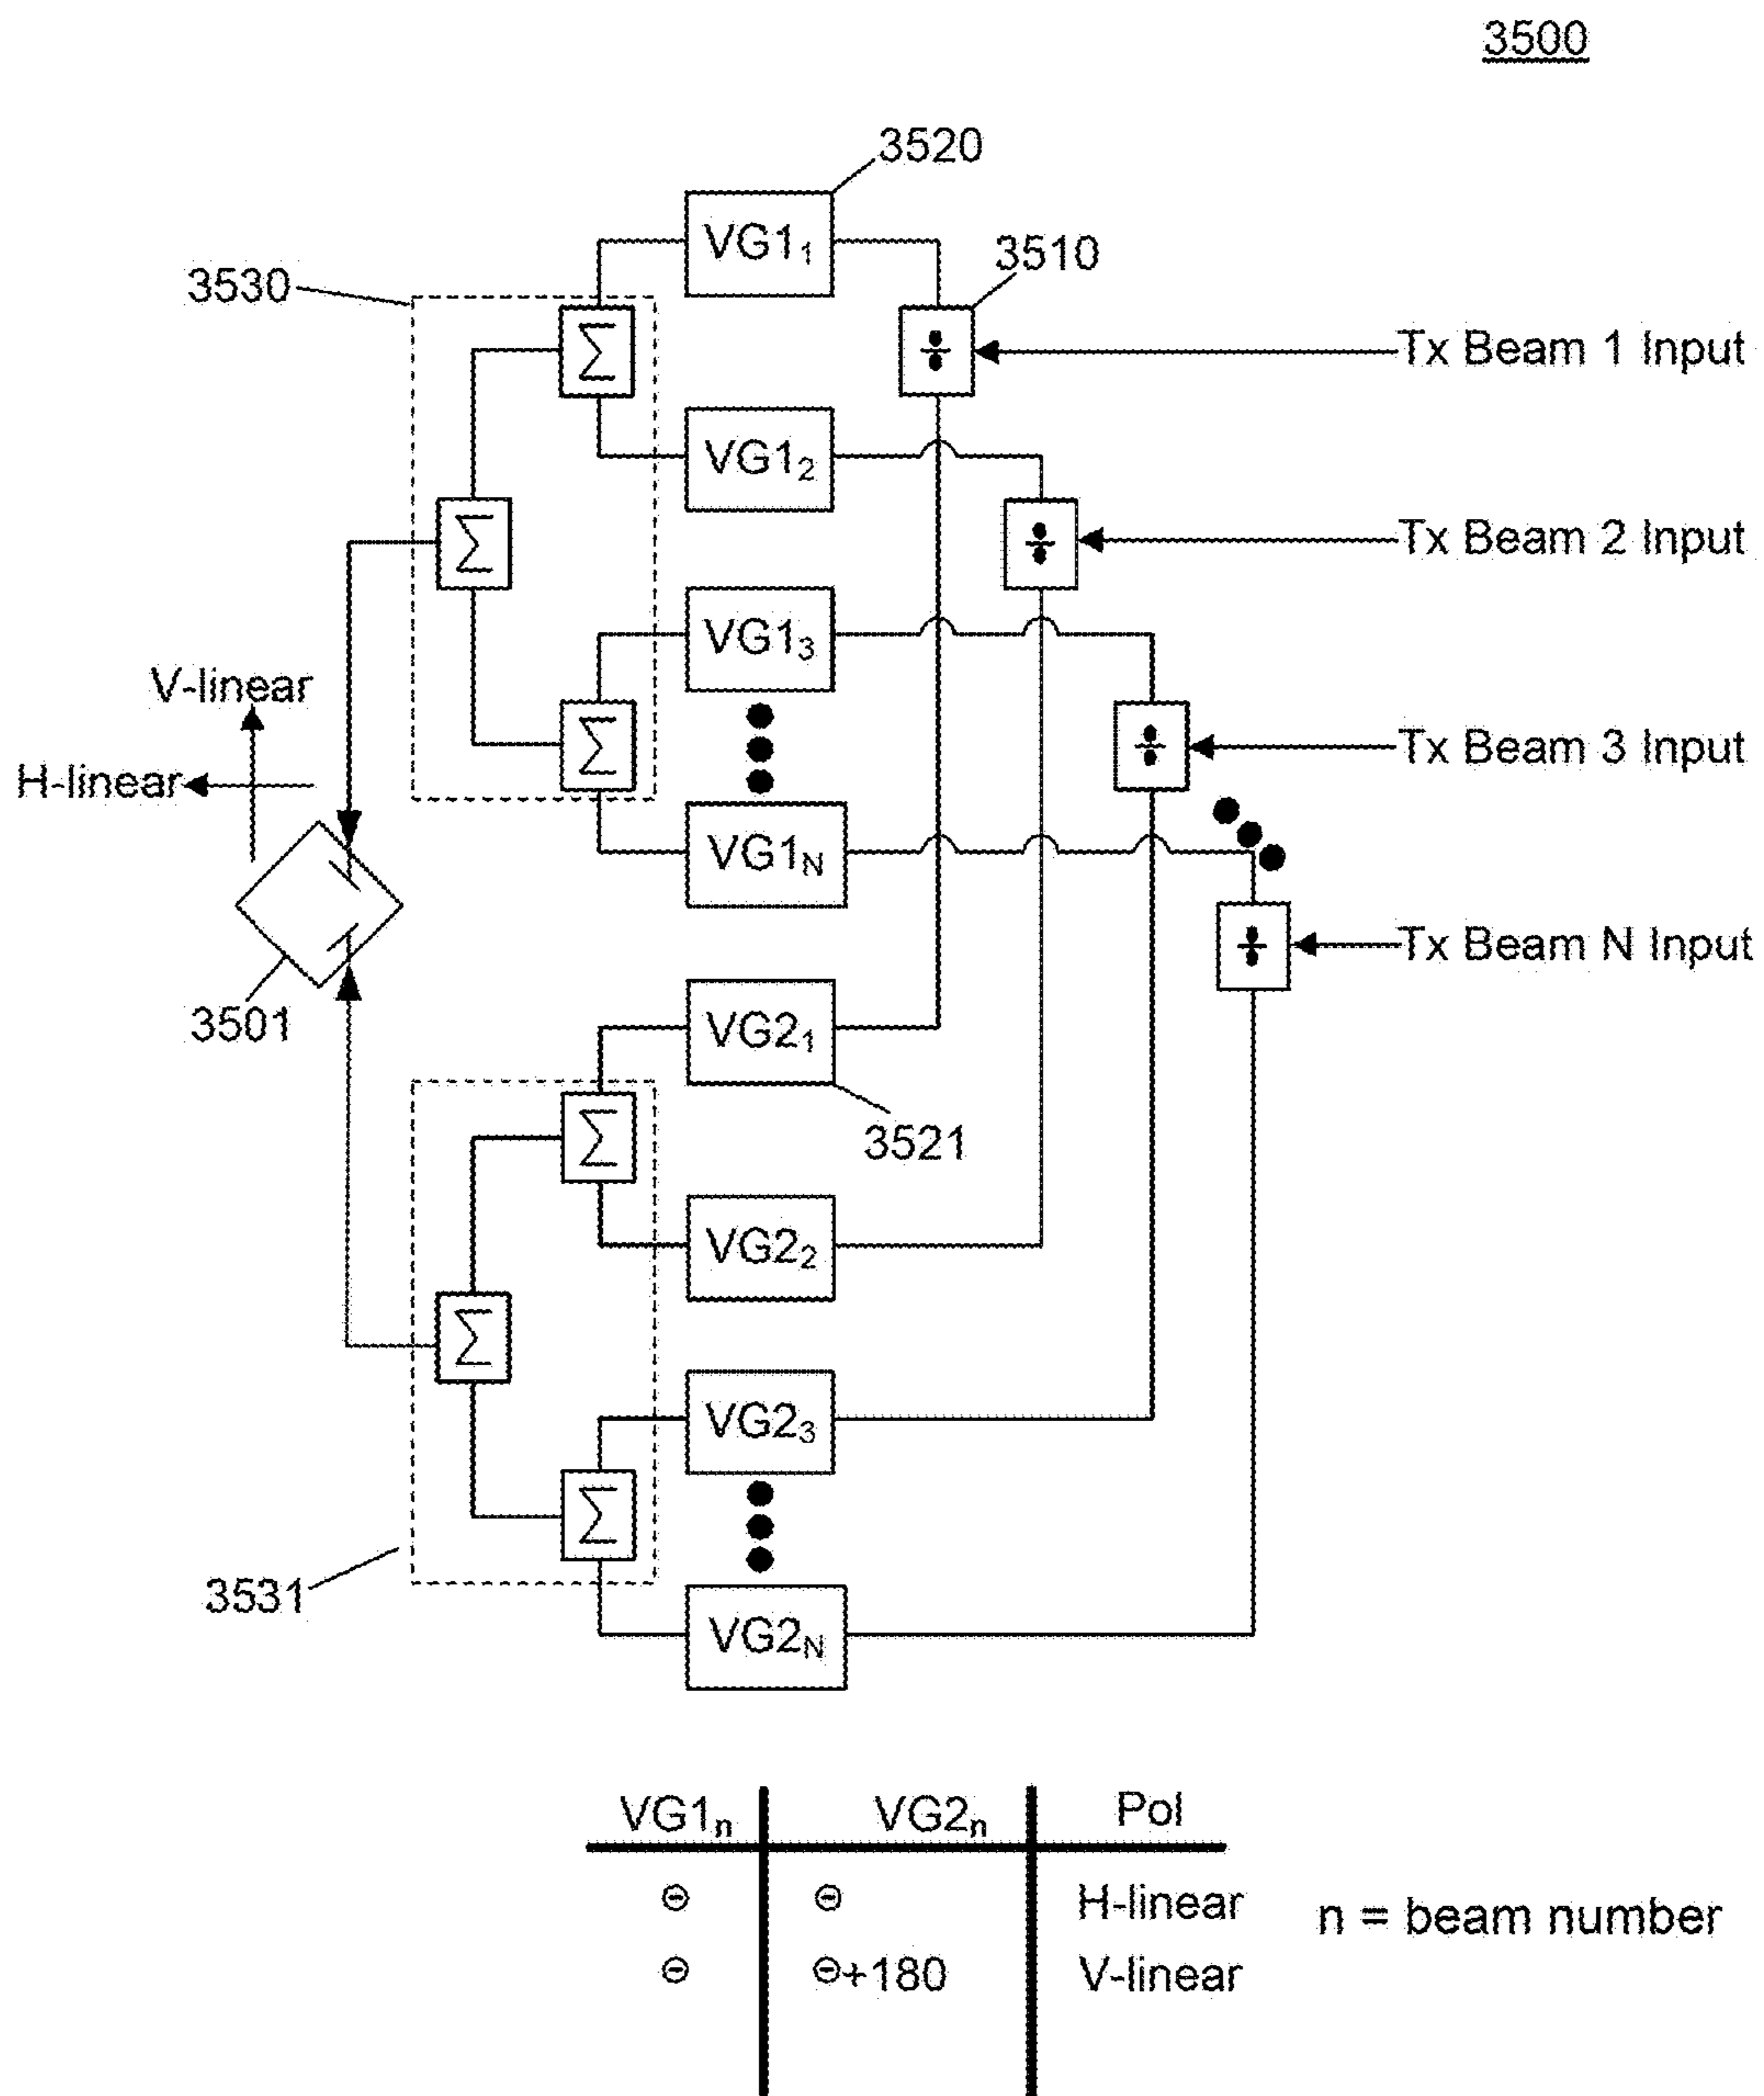 3500
3520
VG1₁
3510
3530
Σ
÷
Tx Beam 1 Input
VG1₂
Σ
÷
Tx Beam 2 Input
VG1₃
V-linear
Σ
÷
Tx Beam 3 Input
H-linear
VG1_N
÷
Tx Beam N Input
3501
VG2₁
Σ
3521
VG2₂
Σ
VG2₃
Σ
3531
VG2_N
VG1ₙ VG2ₙ Pol
Θ Θ H-linear
n = beam number
Θ Θ+180 V-linear